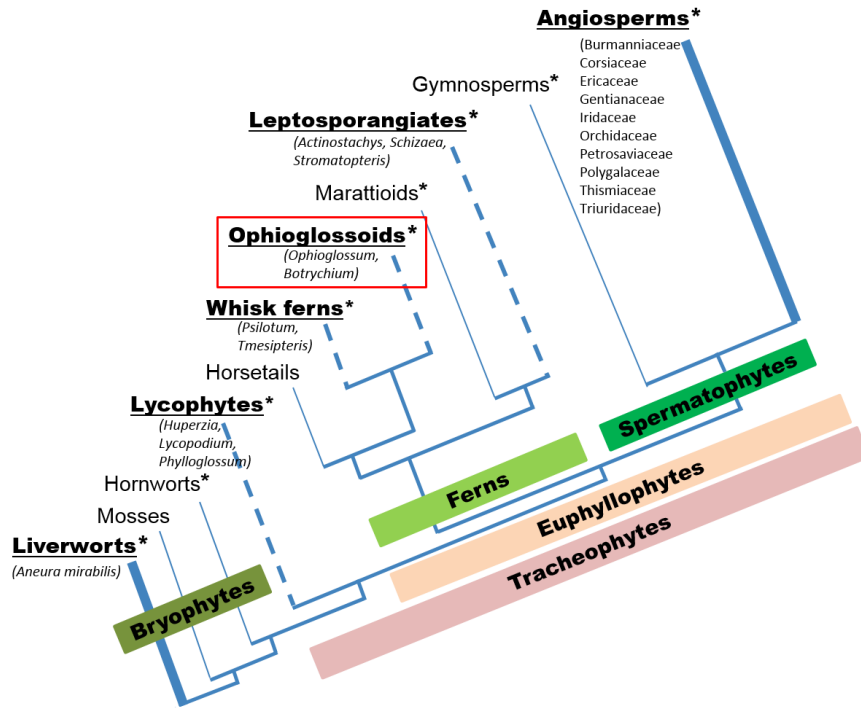 Angiosperms*
(Burmanniaceae
Corsiaceae
Ericaceae
Gentianaceae
Iridaceae
Orchidaceae
Petrosaviaceae
Polygalaceae
Thismiaceae
Triuridaceae)
Gymnosperms*
Leptosporangiates*
(Actinostachys, Schizaea,
Stromatopteris)
Marattioids*
Ophioglossoids*
(Ophioglossum,
Botrychium)
Whisk ferns*
(Psilotum,
Tmesipteris)
Horsetails
Lycophytes*
(Huperzia,
Lycopodium,
Phylloglossum)
Hornworts*
Mosses
Liverworts*
(Aneura mirabilis)
Bryophytes
Ferns
Spermatophytes
Euphyllophytes
Tracheophytes